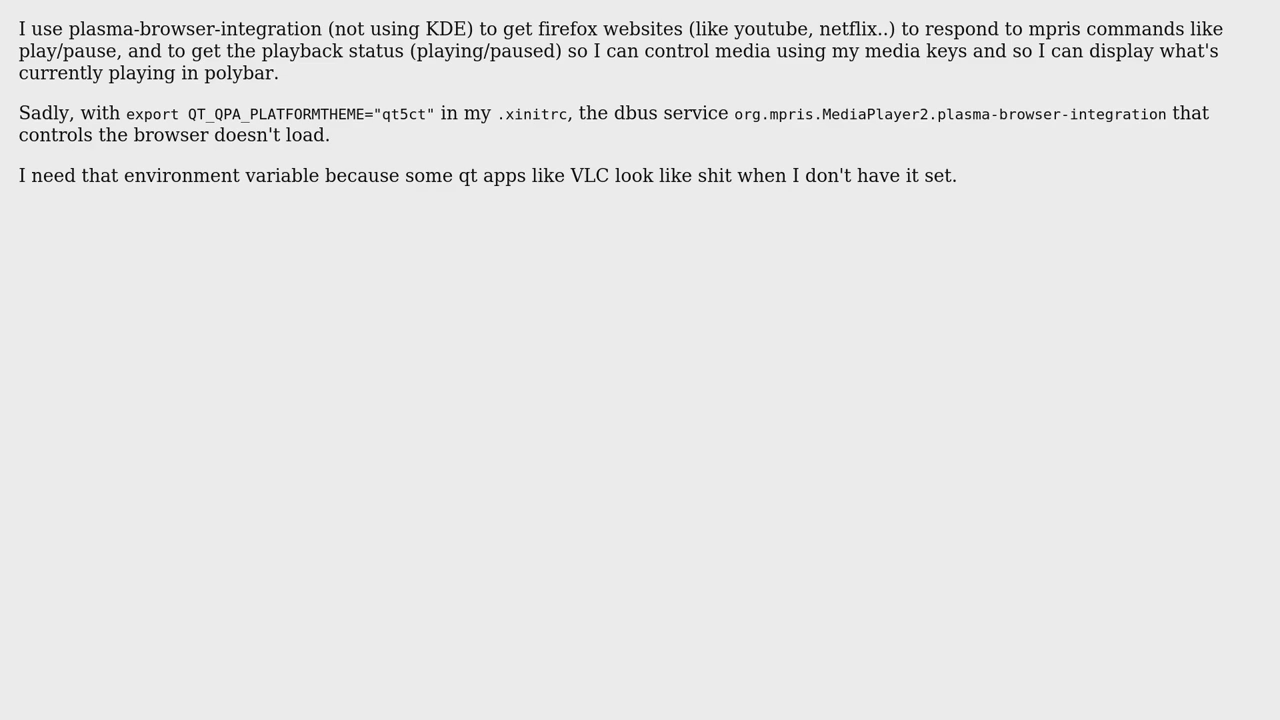 I use plasma-browser-integration (not using KDE) to get firefox websites (like youtube, netflix..) to respond to mpris commands like
play/pause, and to get the playback status (playing/paused) so I can control media using my media keys and so I can display what's
currently playing in polybar.
Sadly, with export QT_QPA_PLATFORMTHEME="qt5ct" in my .xinitrc, the dbus service org.mpris.MediaPlayer2.plasma-browser-integration that
controls the browser doesn't load.
I need that environment variable because some qt apps like VLC look like shit when I don't have it set.